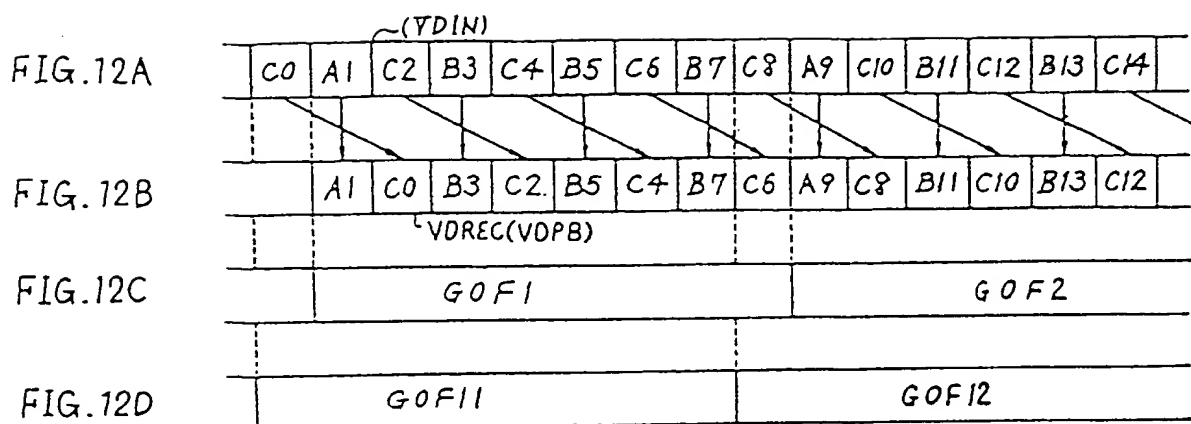 (VDIN)
FIG.12A C0 A1 C2 B3 C4 B5 C6 B7 C8 A9 C10 B11 C12 B13 C14
FIG.12B A1 C0 B3 C2. B5 C4 B7 C6 A9 C8 B11 C10 B13 C12
VDREC(VDPB)
FIG.12C GOF1 GOF2
FIG.12D GOF11 GOF12